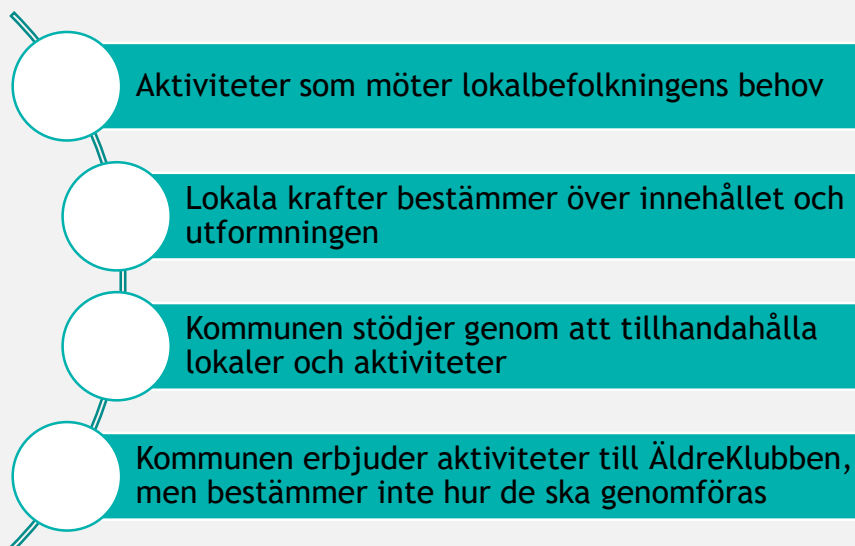 Aktiviteter som möter lokalbefolkningens behov
Lokala krafter bestämmer över innehållet och
utformningen
Kommunen stödjer genom att tillhandahålla
lokaler och aktiviteter
Kommunen erbjuder aktiviteter till ÄldreKlubben,
men bestämmer inte hur de ska genomföras